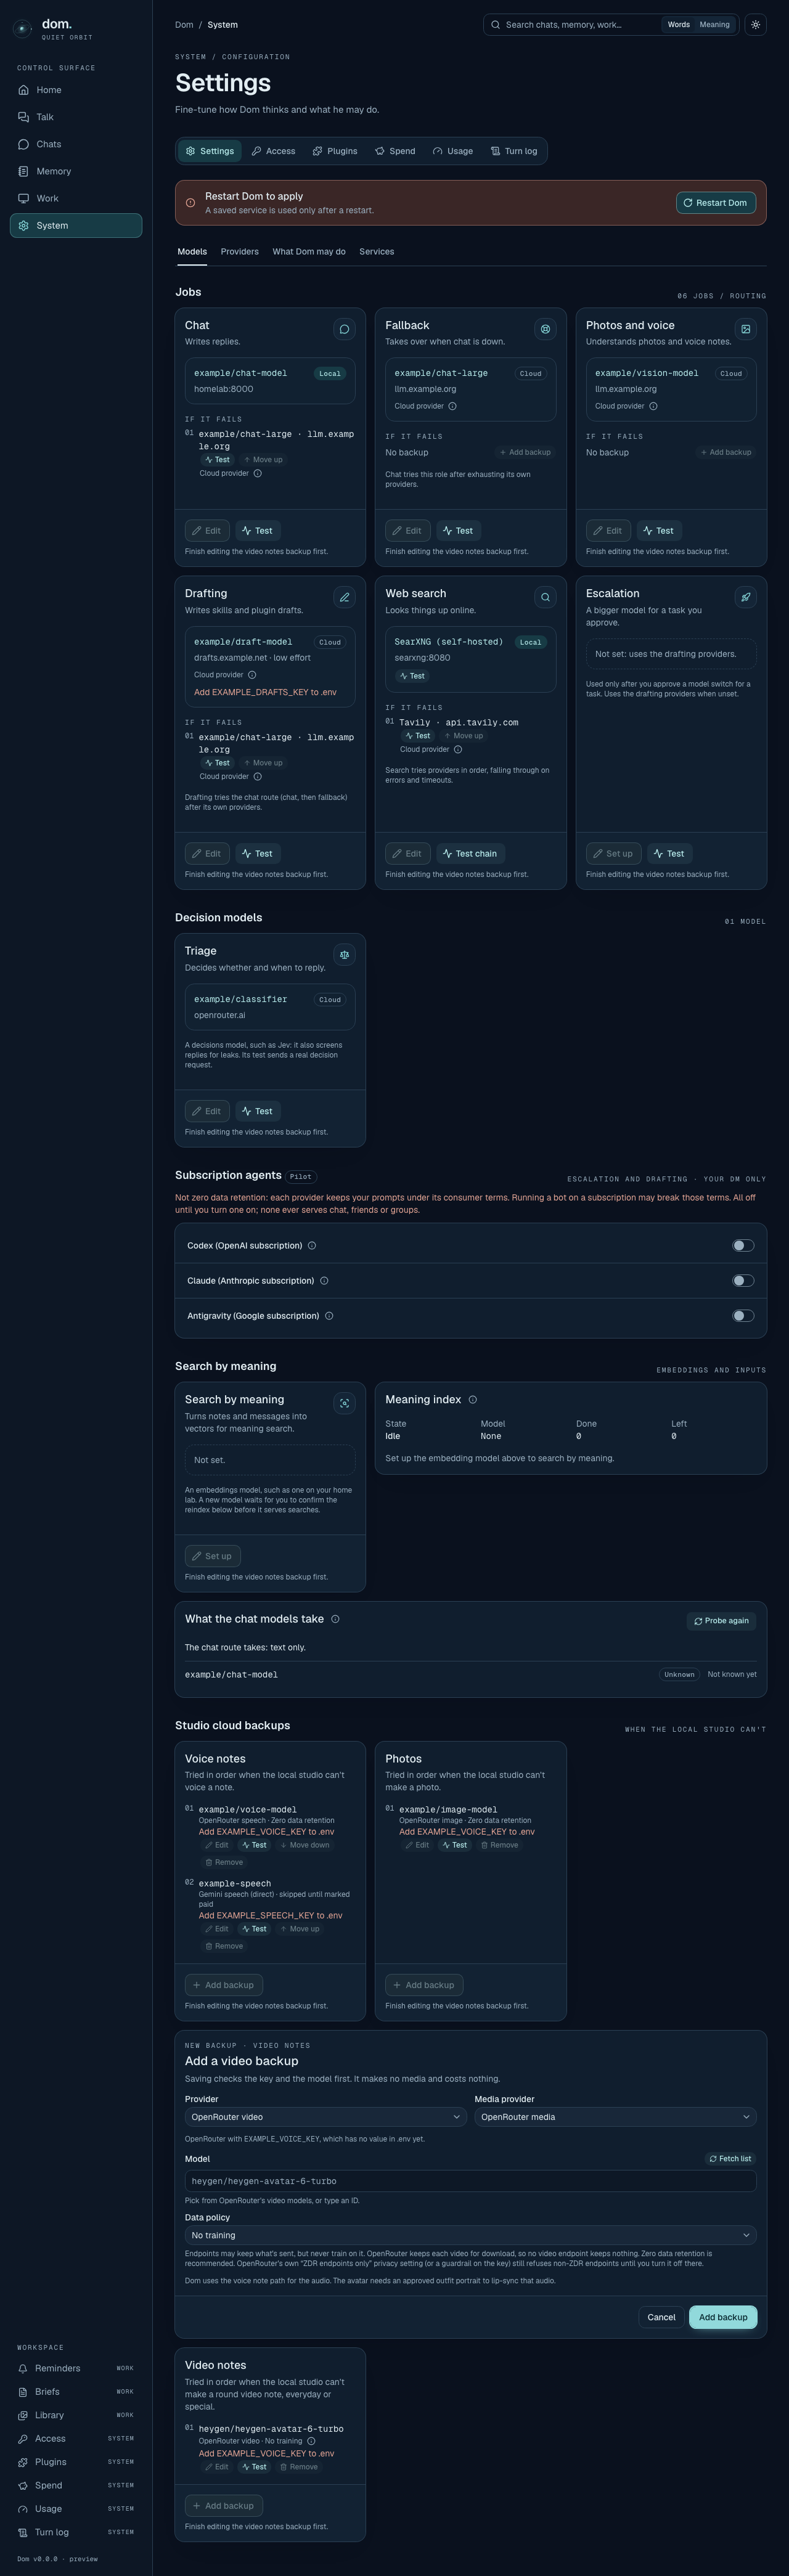 dom.
QUIET ORBIT
CONTROL SURFACE
Home
Talk
Chats
Memory
Work
System
WORKSPACE
Reminders WORK
Briefs WORK
Library WORK
Access SYSTEM
Plugins SYSTEM
Spend SYSTEM
Usage SYSTEM
Turn log SYSTEM
Dom v0.0.0 · preview
Dom / System
Search chats, memory, work...
Words Meaning
SYSTEM / CONFIGURATION
Settings
Fine-tune how Dom thinks and what he may do.
Settings Access Plugins Spend Usage Turn log
Restart Dom to apply
A saved service is used only after a restart.
Restart Dom
Models Providers What Dom may do Services
Jobs
06 JOBS / ROUTING
Chat
Writes replies.
example/chat-model Local
homelab:8000
IF IT FAILS
01 example/chat-large · llm.examp
le.org
Test Move up
Cloud provider
Edit Test
Finish editing the video notes backup first.
Fallback
Takes over when chat is down.
example/chat-large Cloud
llm.example.org
Cloud provider
IF IT FAILS
No backup Add backup
Chat tries this role after exhausting its own
providers.
Edit Test
Finish editing the video notes backup first.
Photos and voice
Understands photos and voice notes.
example/vision-model Cloud
llm.example.org
Cloud provider
IF IT FAILS
No backup Add backup
Edit Test
Finish editing the video notes backup first.
Drafting
Writes skills and plugin drafts.
example/draft-model Cloud
drafts.example.net · low effort
Cloud provider
Add EXAMPLE_DRAFTS_KEY to .env
IF IT FAILS
01 example/chat-large · llm.examp
le.org
Test Move up
Cloud provider
Drafting tries the chat route (chat, then fallback)
after its own providers.
Edit Test
Finish editing the video notes backup first.
Web search
Looks things up online.
SearXNG (self-hosted) Local
searxng:8080
Test
IF IT FAILS
01 Tavily · api.tavily.com
Test Move up
Cloud provider
Search tries providers in order, falling through on
errors and timeouts.
Edit Test chain
Finish editing the video notes backup first.
Escalation
A bigger model for a task you
approve.
Not set: uses the drafting providers.
Used only after you approve a model switch for a
task. Uses the drafting providers when unset.
Set up Test
Finish editing the video notes backup first.
Decision models
01 MODEL
Triage
Decides whether and when to reply.
example/classifier Cloud
openrouter.ai
A decisions model, such as Jev: it also screens
replies for leaks. Its test sends a real decision
request.
Edit Test
Finish editing the video notes backup first.
Subscription agents Pilot
ESCALATION AND DRAFTING · YOUR DM ONLY
Not zero data retention: each provider keeps your prompts under its consumer terms. Running a bot on a subscription may break those terms. All off
until you turn one on; none ever serves chat, friends or groups.
Codex (OpenAI subscription)
Claude (Anthropic subscription)
Antigravity (Google subscription)
Search by meaning
EMBEDDINGS AND INPUTS
Search by meaning
Turns notes and messages into
vectors for meaning search.
Not set.
An embeddings model, such as one on your home
lab. A new model waits for you to confirm the
reindex below before it serves searches.
Set up
Finish editing the video notes backup first.
Meaning index
State Model Done Left
Idle None 0 0
Set up the embedding model above to search by meaning.
What the chat models take
Probe again
The chat route takes: text only.
example/chat-model Unknown Not known yet
Studio cloud backups
WHEN THE LOCAL STUDIO CAN'T
Voice notes
Tried in order when the local studio can't
voice a note.
01 example/voice-model
OpenRouter speech · Zero data retention
Add EXAMPLE_VOICE_KEY to .env
Edit Test Move down
Remove
02 example-speech
Gemini speech (direct) · skipped until marked
paid
Add EXAMPLE_SPEECH_KEY to .env
Edit Test Move up
Remove
Add backup
Finish editing the video notes backup first.
Photos
Tried in order when the local studio can't
make a photo.
01 example/image-model
OpenRouter image · Zero data retention
Add EXAMPLE_VOICE_KEY to .env
Edit Test Remove
Add backup
Finish editing the video notes backup first.
NEW BACKUP · VIDEO NOTES
Add a video backup
Saving checks the key and the model first. It makes no media and costs nothing.
Provider Media provider
OpenRouter video OpenRouter media
OpenRouter with EXAMPLE_VOICE_KEY, which has no value in .env yet.
Model Fetch list
heygen/heygen-avatar-6-turbo
Pick from OpenRouter's video models, or type an ID.
Data policy
No training
Endpoints may keep what's sent, but never train on it. OpenRouter keeps each video for download, so no video endpoint keeps nothing. Zero data retention is
recommended. OpenRouter's own "ZDR endpoints only" privacy setting (or a guardrail on the key) still refuses non-ZDR endpoints until you turn it off there.
Dom uses the voice note path for the audio. The avatar needs an approved outfit portrait to lip-sync that audio.
Cancel Add backup
Video notes
Tried in order when the local studio can't
make a round video note, everyday or
special.
01 heygen/heygen-avatar-6-turbo
OpenRouter video · No training
Add EXAMPLE_VOICE_KEY to .env
Edit Test Remove
Add backup
Finish editing the video notes backup first.